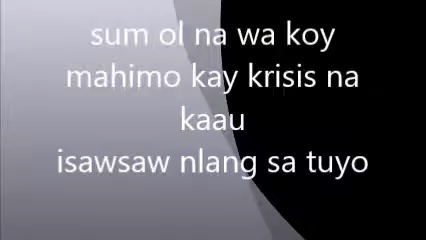 sum ol na wa koy
mahimo kay krisis na
kaau
isawsaw nlang sa tuyo